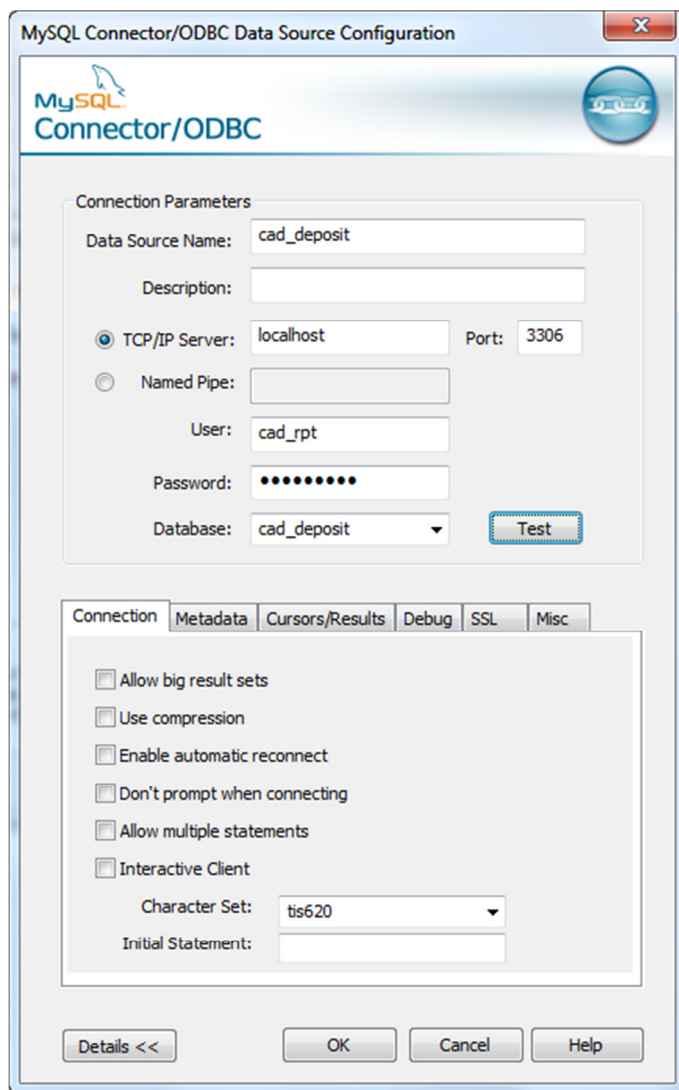 MySQL Connector/ODBC Data Source Configuration
MySQL
Connector/ODBC
Connection Parameters
Data Source Name: cad_deposit
Description:
TCP/IP Server: localhost Port: 3306
Named Pipe:
User: cad_rpt
Password: •••••••••
Database: cad_deposit Test
Connection Metadata Cursors/Results Debug SSL Misc
Allow big result sets
Use compression
Enable automatic reconnect
Don't prompt when connecting
Allow multiple statements
Interactive Client
Character Set: tis620
Initial Statement:
Details << OK Cancel Help